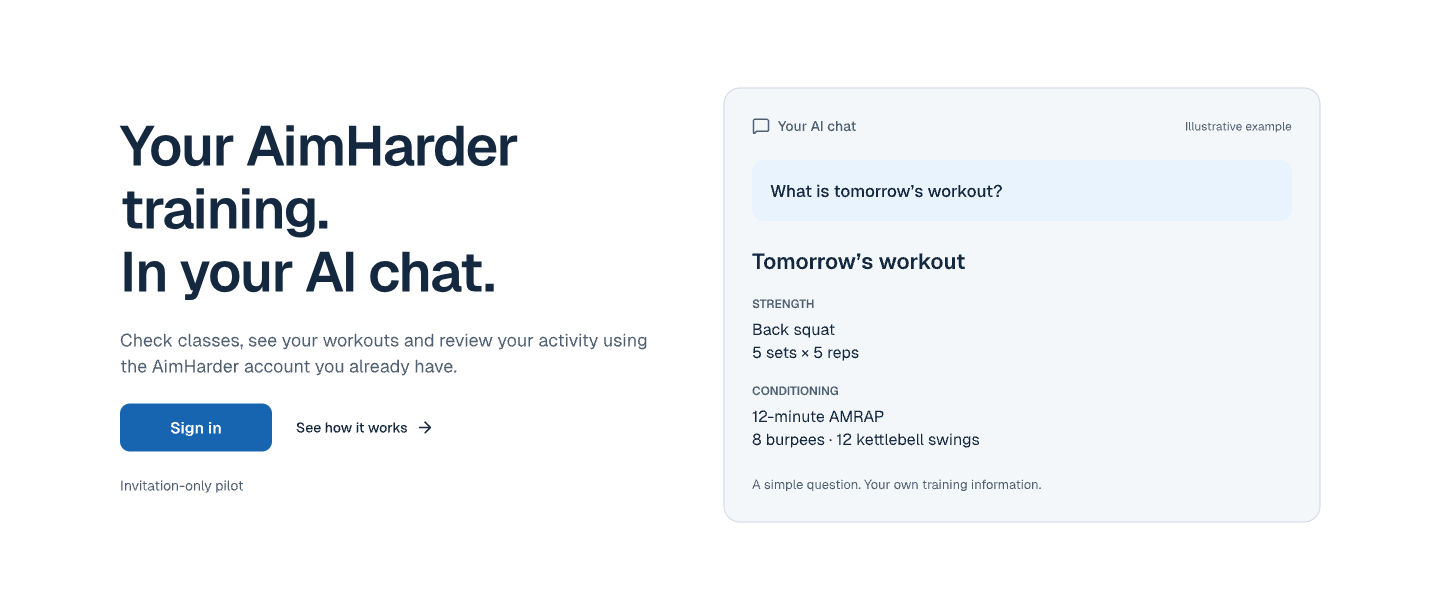 Your AimHarder
training.
In your AI chat.
Check classes, see your workouts and review your activity using
the AimHarder account you already have.
Sign in
See how it works →
Invitation-only pilot
Your AI chat
Illustrative example
What is tomorrow’s workout?
Tomorrow’s workout
STRENGTH
Back squat
5 sets × 5 reps
CONDITIONING
12-minute AMRAP
8 burpees · 12 kettlebell swings
A simple question. Your own training information.